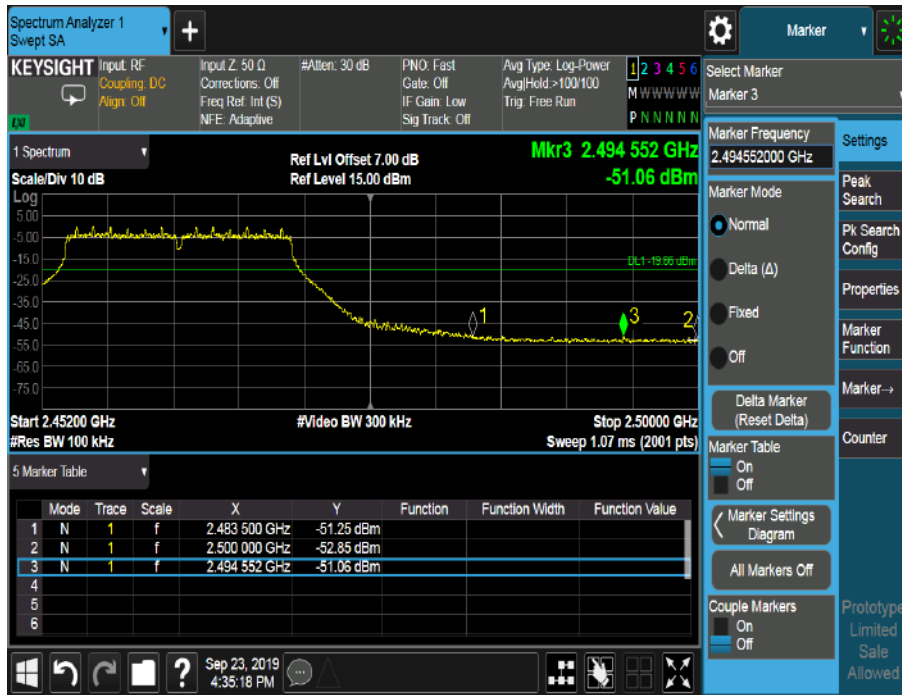 Spectrum Analyzer 1
Swept SA
+
Marker
KEYSIGHT
Input: RF
Coupling: DC
Align: Off
Input Z: 50 Ω
Corrections: Off
Freq Ref: Int (S)
NFE: Adaptive
#Atten: 30 dB
PNO: Fast
Gate: Off
IF Gain: Low
Sig Track: Off
Avg Type: Log-Power
Avg|Hold:>100/100
Trig: Free Run
1 2 3 4 5 6
M W W W W W
P N N N N N
LXI
Select Marker
Marker 3
1 Spectrum
Scale/Div 10 dB
Ref Lvl Offset 7.00 dB
Ref Level 15.00 dBm
Mkr3 2.494 552 GHz
-51.06 dBm
Log
5.00
-5.00
-15.0
-25.0
-35.0
-45.0
-55.0
-65.0
-75.0
DL1 -19.86 dBm
1
3
2
Start 2.45200 GHz
#Res BW 100 kHz
#Video BW 300 kHz
Stop 2.50000 GHz
Sweep 1.07 ms (2001 pts)
5 Marker Table
Mode Trace Scale X Y Function Function Width Function Value
1 N 1 f 2.483 500 GHz -51.25 dBm
2 N 1 f 2.500 000 GHz -52.85 dBm
3 N 1 f 2.494 552 GHz -51.06 dBm
4
5
6
Marker Frequency
2.494552000 GHz
Marker Mode
Normal
Delta (Δ)
Fixed
Off
Delta Marker
(Reset Delta)
Marker Table
On
Off
Marker Settings
Diagram
All Markers Off
Couple Markers
On
Off
Settings
Peak
Search
Pk Search
Config
Properties
Marker
Function
Marker→
Counter
Prototype
Limited
Sale
Allowed
?
Sep 23, 2019
4:35:18 PM